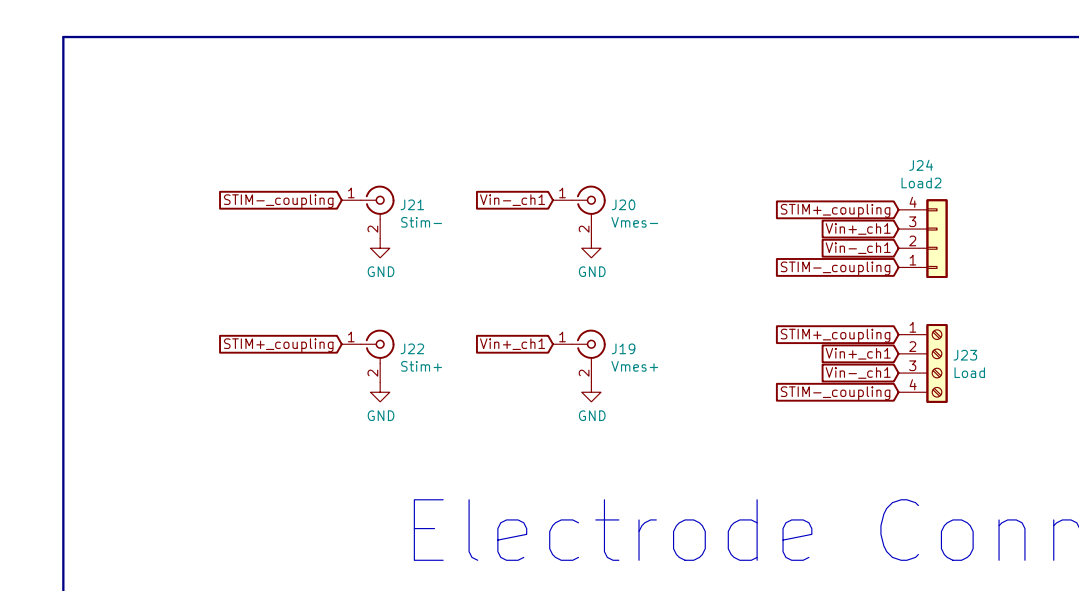 STIM-_coupling 1 J21
Stim-
2
GND
Vin-_ch1 1 J20
Vmes-
2
GND
STIM+_coupling 1 J22
Stim+
2
GND
Vin+_ch1 1 J19
Vmes+
2
GND
J24
Load2
STIM+_coupling 4
Vin+_ch1 3
Vin-_ch1 2
STIM-_coupling 1
STIM+_coupling 1
Vin+_ch1 2
Vin-_ch1 3
STIM-_coupling 4
J23
Load
Electrode Conn